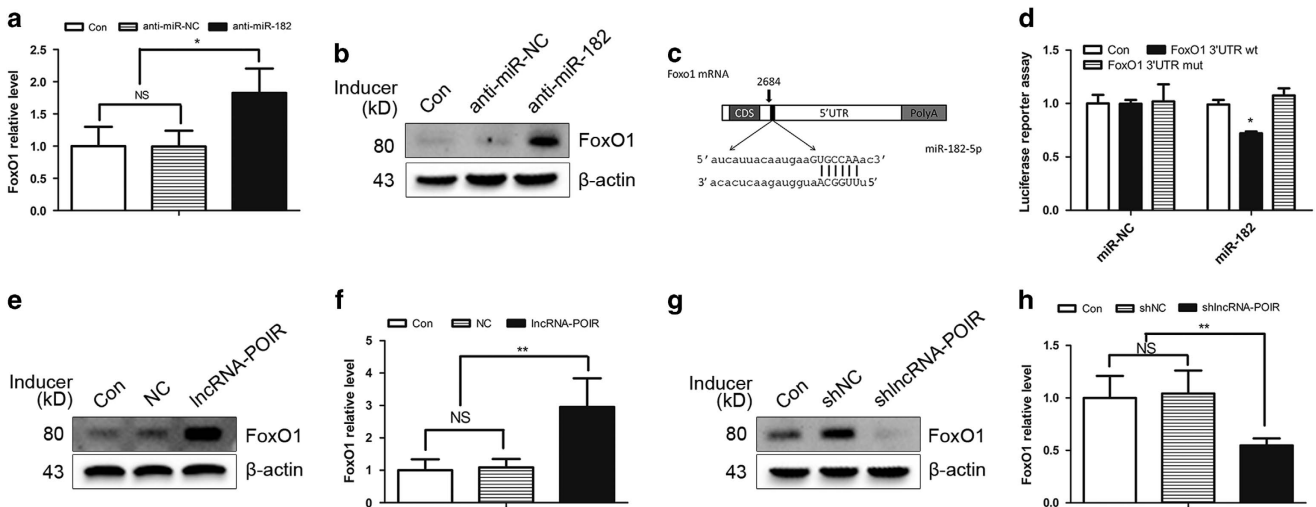 a
Con anti-miR-NC anti-miR-182
FoxO1 relative level
2.5
2.0
1.5
1.0
0.5
0.0
*
NS
b
Inducer
(kD)
Con
anti-miR-NC
anti-miR-182
80
FoxO1
43
β-actin
c
Foxo1 mRNA
2684
CDS
5'UTR
PolyA
miR-182-5p
5' aucauuacaaugaaGUGCCAAac3'
3' acacucaagaugguaACGGUUu5'
d
Con FoxO1 3'UTR wt
FoxO1 3'UTR mut
Luciferase reporter assay
1.5
1.0
0.5
0.0
*
miR-NC
miR-182
e
Inducer
(kD)
Con
NC
lncRNA-POIR
80
FoxO1
43
β-actin
f
Con NC lncRNA-POIR
FoxO1 relative level
5
4
3
2
1
0
**
NS
g
Inducer
(kD)
Con
shNC
shlncRNA-POIR
80
FoxO1
43
β-actin
h
Con shNC shlncRNA-POIR
FoxO1 relative level
1.5
1.0
0.5
0.0
**
NS